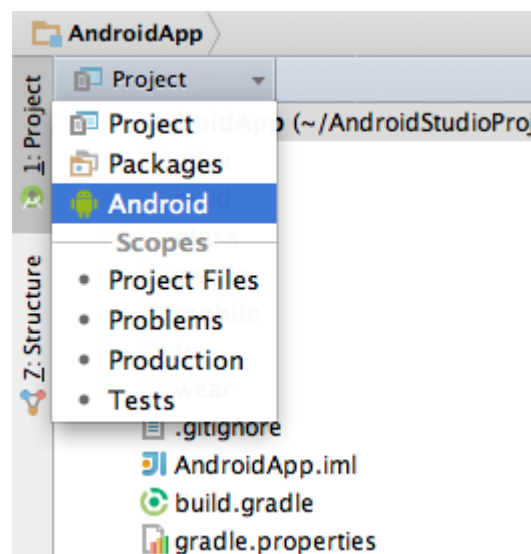 AndroidApp
1: Project
Project
Project
Packages
Android
Scopes
Project Files
Problems
Production
Tests
7: Structure
(~/AndroidStudioProj
wear
.gitignore
AndroidApp.iml
build.gradle
gradle.properties